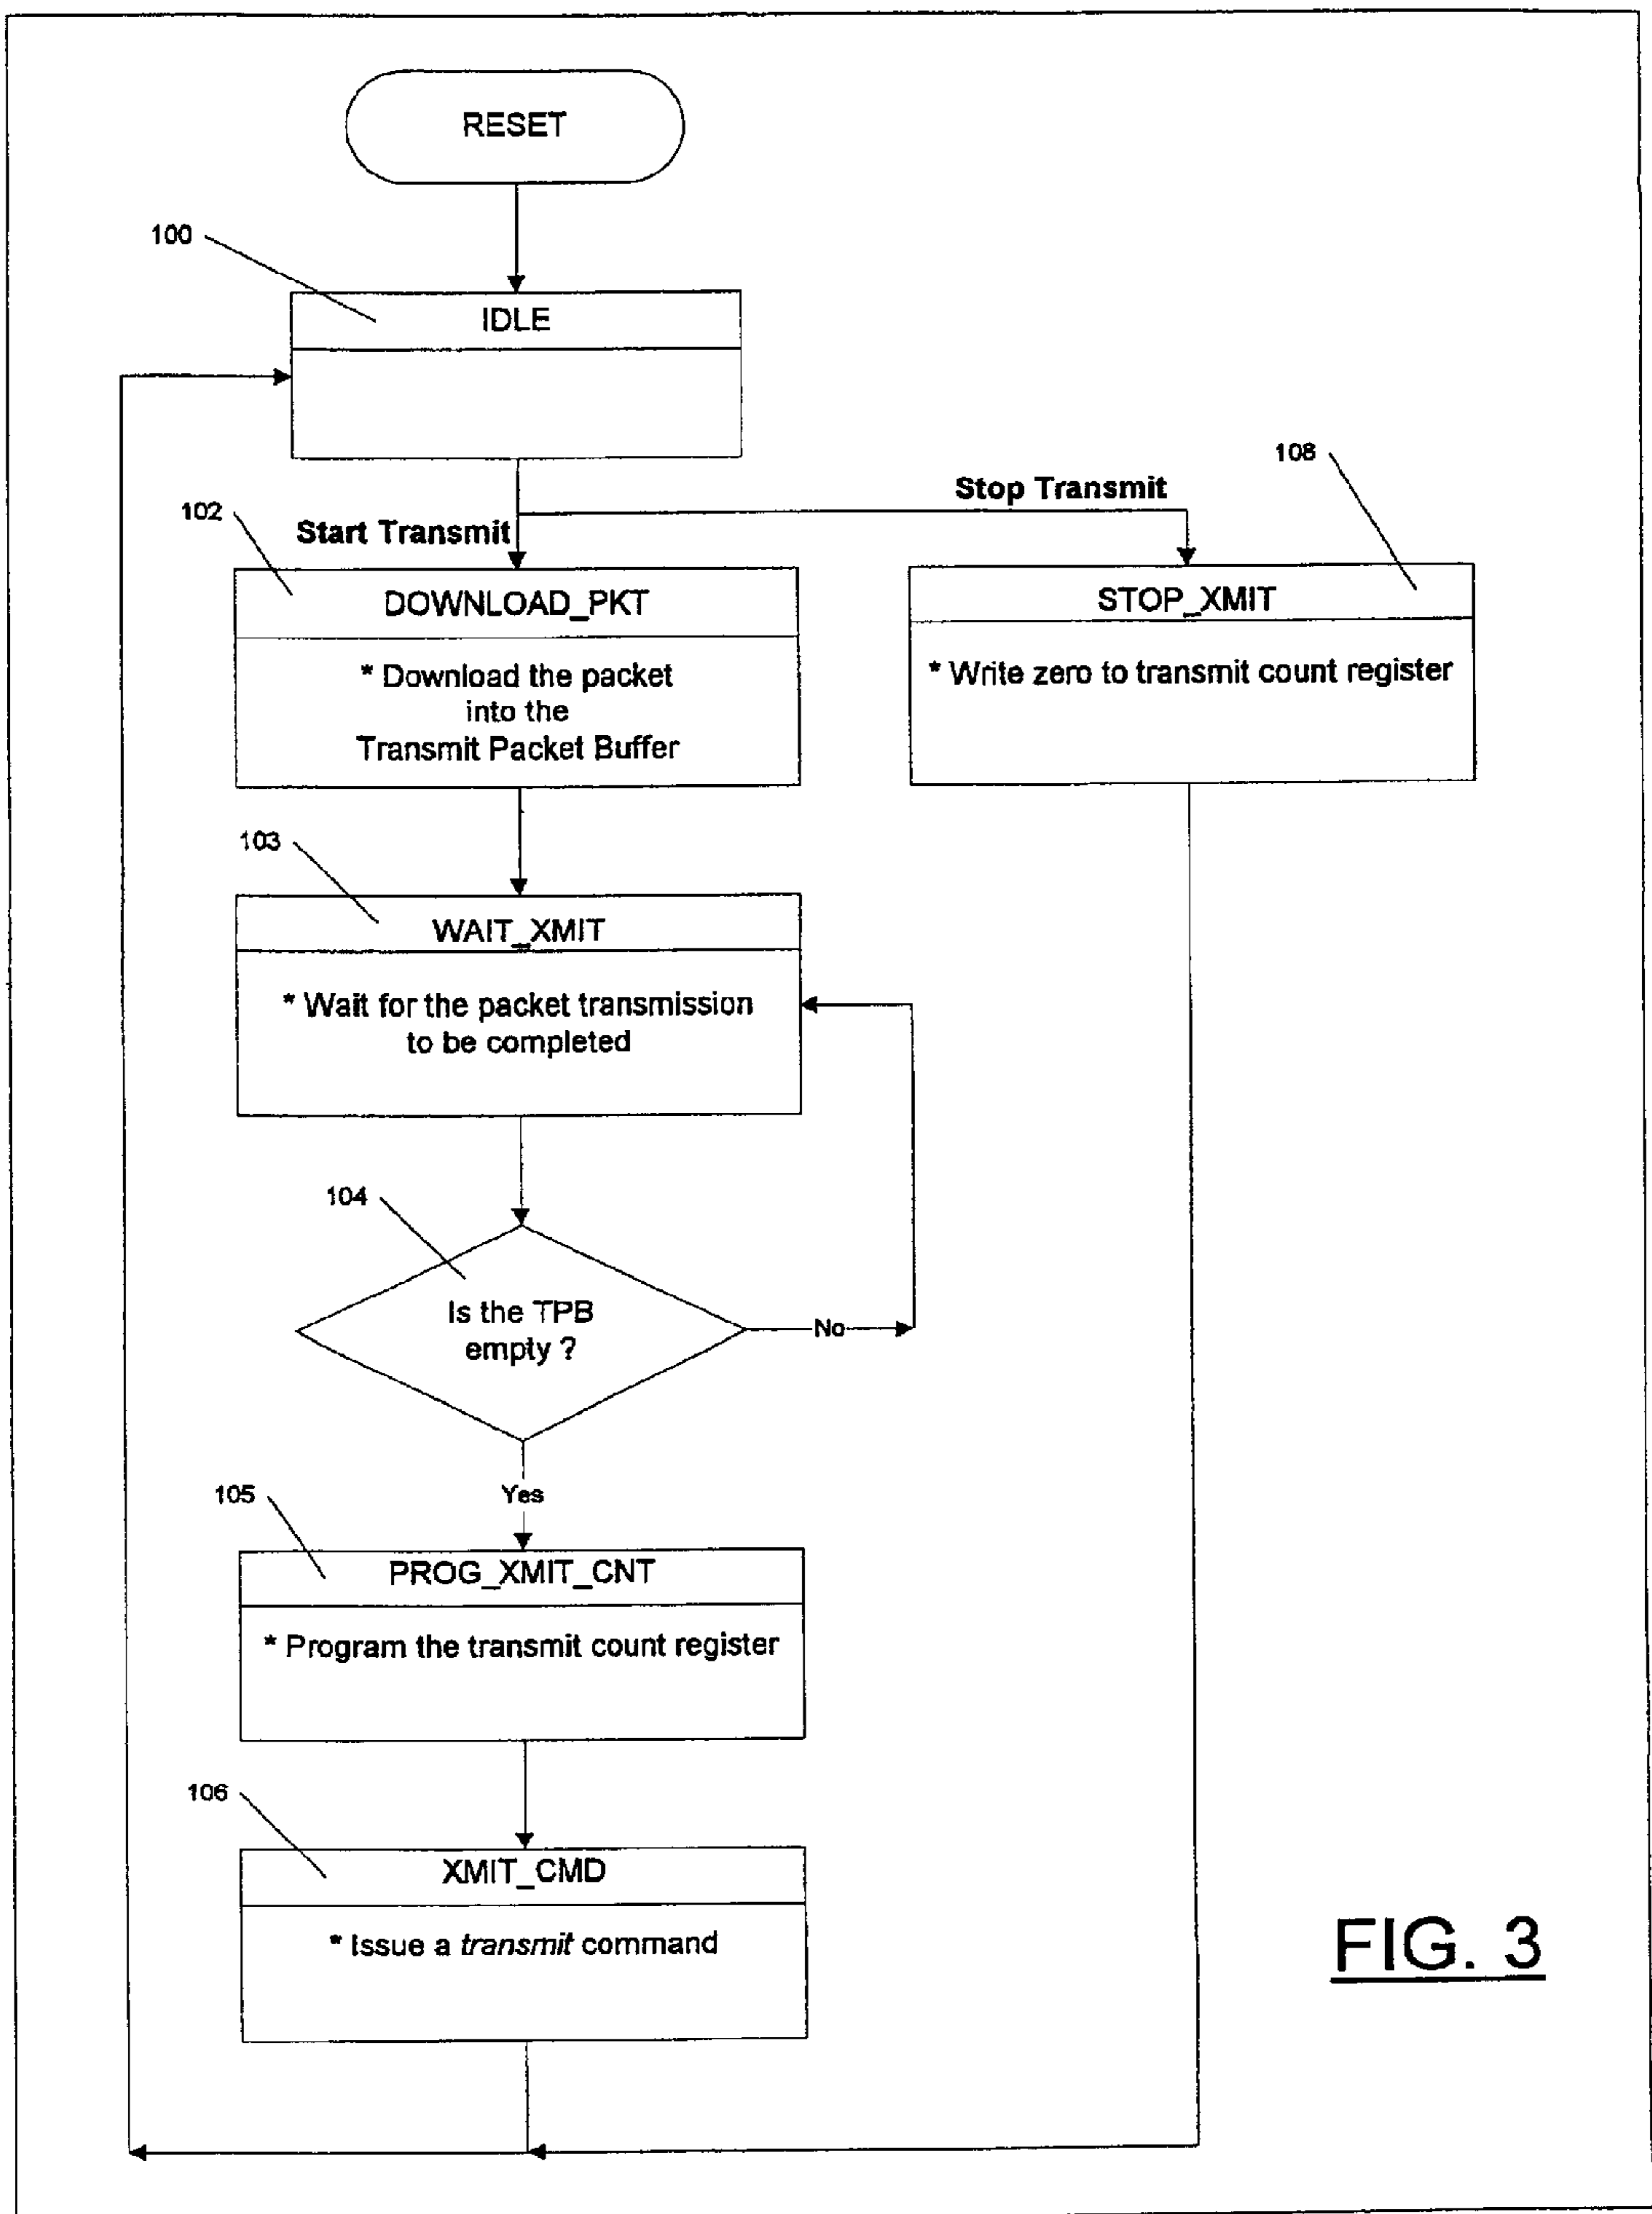 RESET
100
IDLE
108
Stop Transmit
102
Start Transmit
DOWNLOAD_PKT
* Download the packet
into the
Transmit Packet Buffer
STOP_XMIT
* Write zero to transmit count register
103
WAIT_XMIT
* Wait for the packet transmission
to be completed
104
Is the TPB
empty ?
No
Yes
105
PROG_XMIT_CNT
* Program the transmit count register
106
XMIT_CMD
* Issue a transmit command
FIG. 3